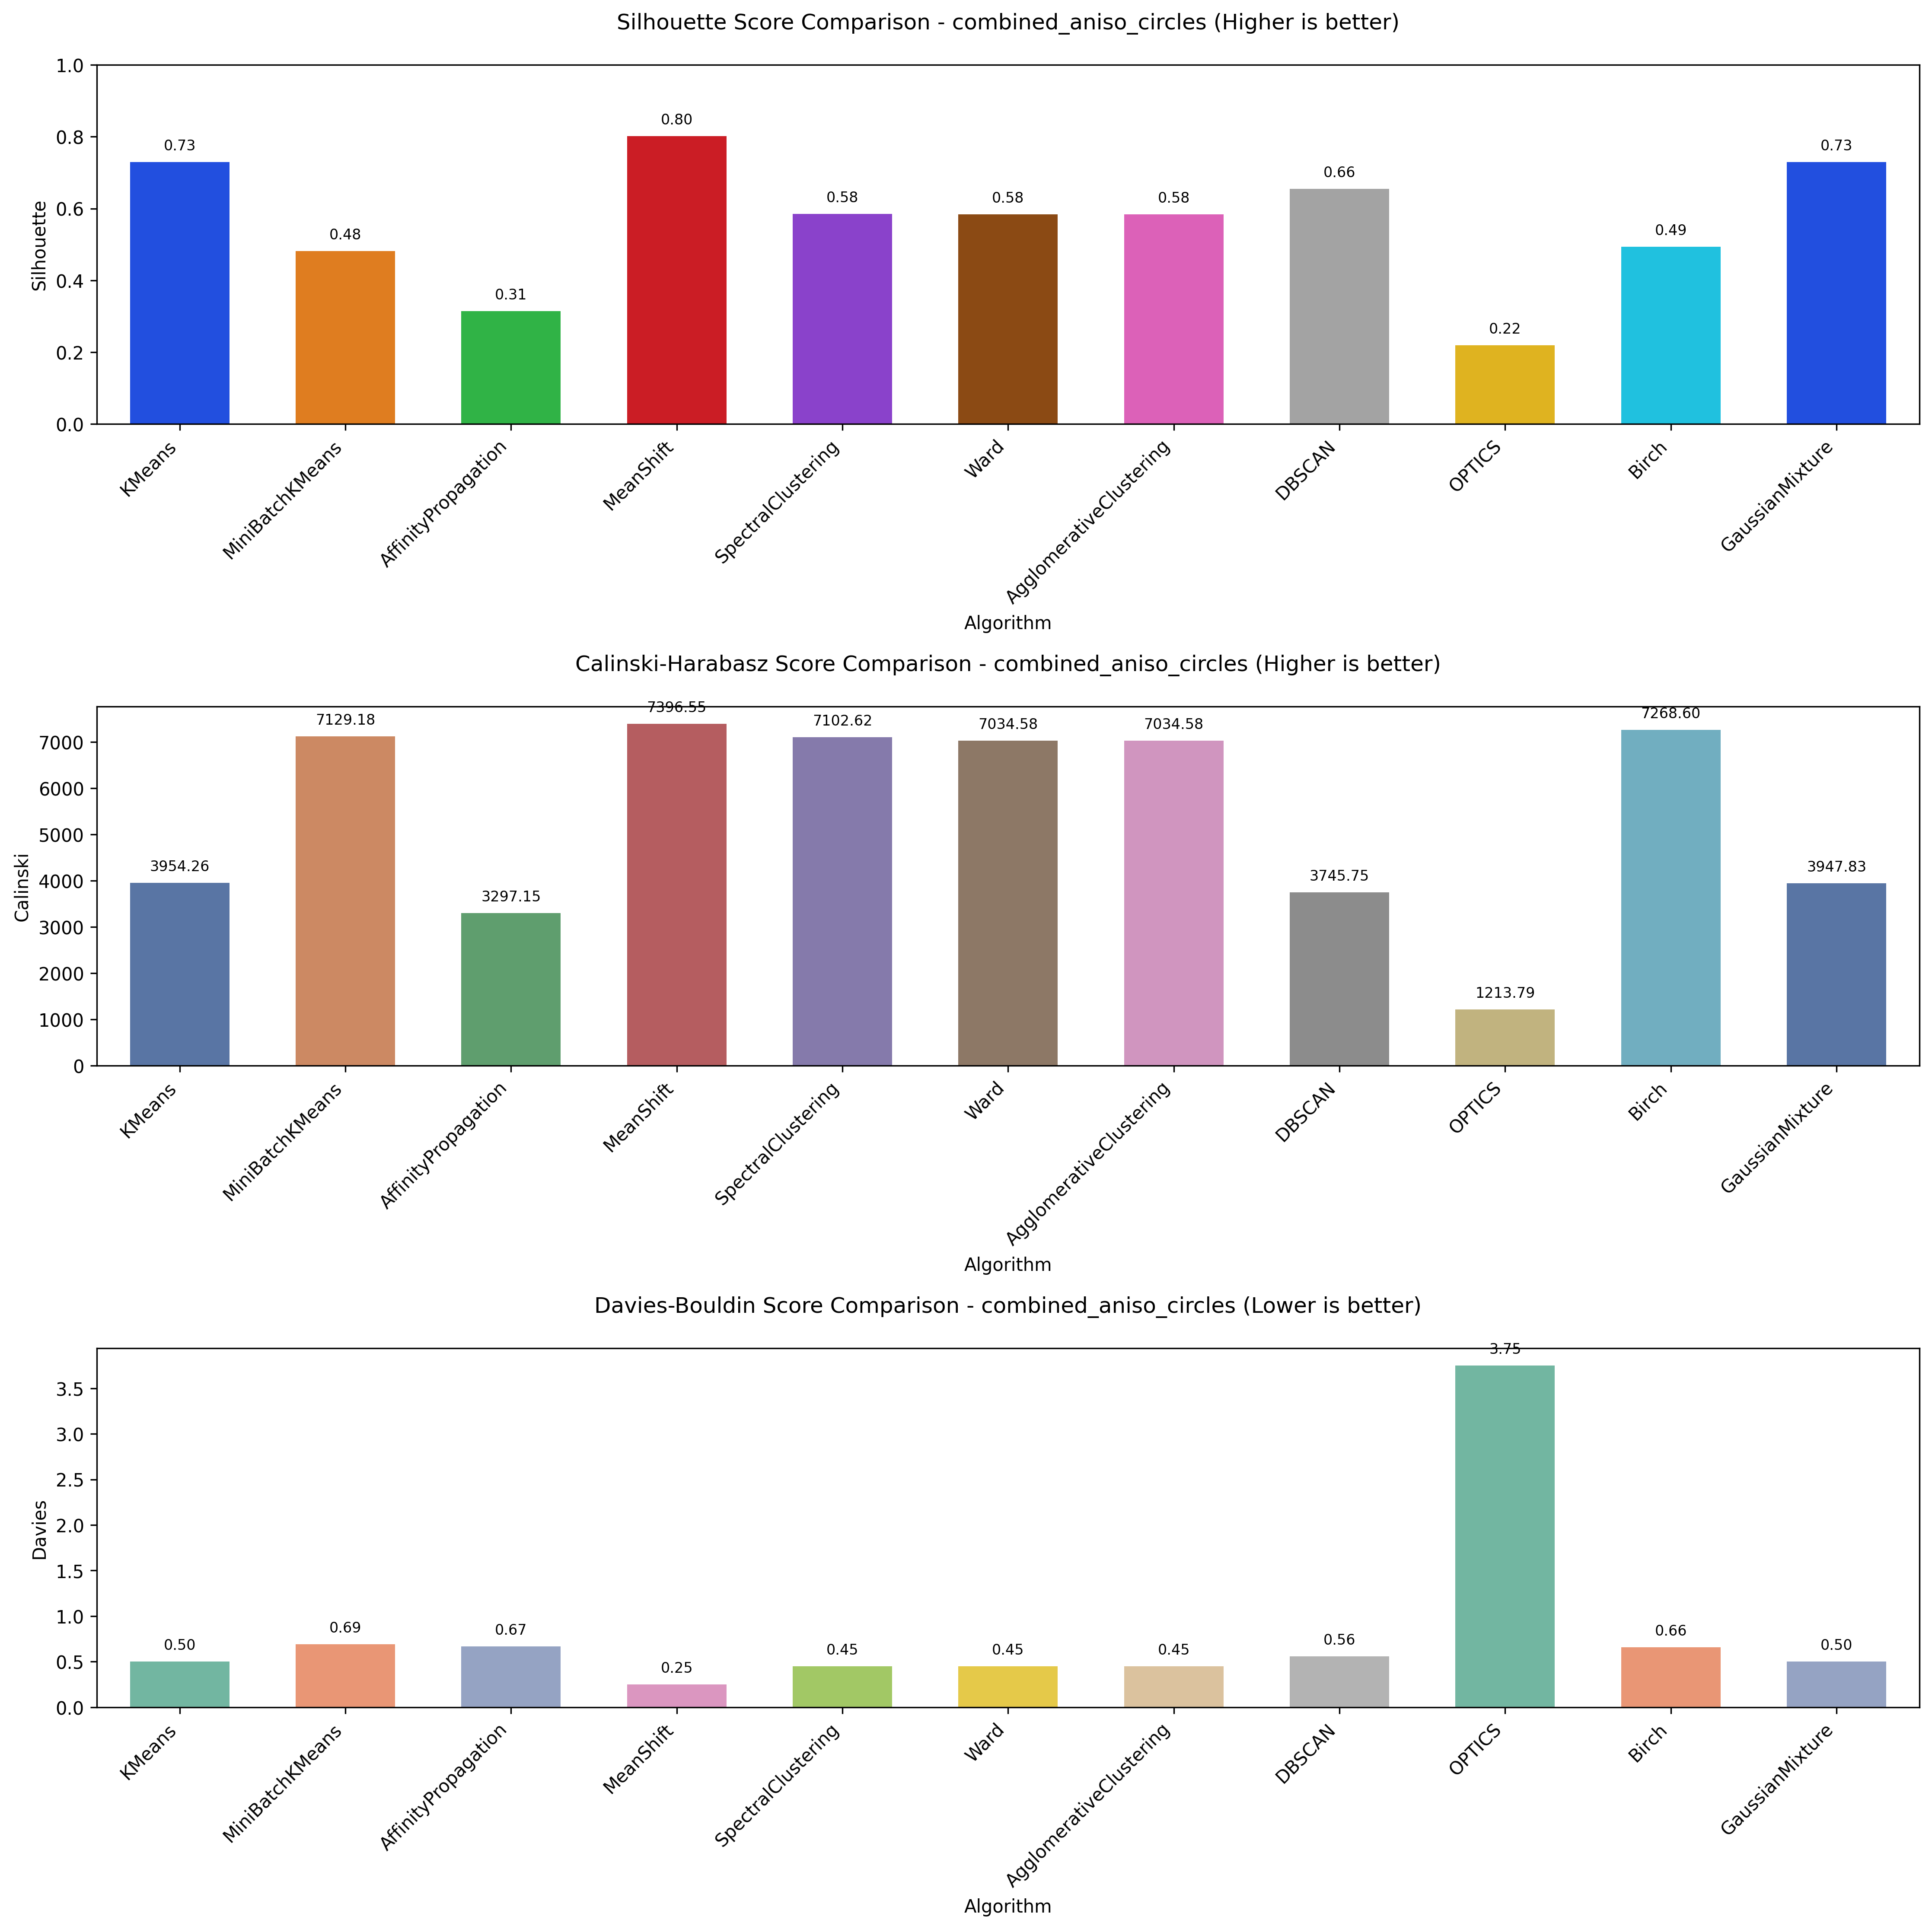 Silhouette Score Comparison - combined_aniso_circles (Higher is better)
1.0
0.8
0.6
0.4
0.2
0.0
Silhouette
0.73
0.48
0.31
0.80
0.58
0.58
0.58
0.66
0.22
0.49
0.73
KMeans
MiniBatchKMeans
AffinityPropagation
MeanShift
SpectralClustering
Ward
AgglomerativeClustering
DBSCAN
OPTICS
Birch
GaussianMixture
Algorithm
Calinski-Harabasz Score Comparison - combined_aniso_circles (Higher is better)
7000
6000
5000
4000
3000
2000
1000
0
Calinski
3954.26
7129.18
3297.15
7396.55
7102.62
7034.58
7034.58
3745.75
1213.79
7268.60
3947.83
KMeans
MiniBatchKMeans
AffinityPropagation
MeanShift
SpectralClustering
Ward
AgglomerativeClustering
DBSCAN
OPTICS
Birch
GaussianMixture
Algorithm
Davies-Bouldin Score Comparison - combined_aniso_circles (Lower is better)
3.5
3.0
2.5
2.0
1.5
1.0
0.5
0.0
Davies
0.50
0.69
0.67
0.25
0.45
0.45
0.45
0.56
3.75
0.66
0.50
KMeans
MiniBatchKMeans
AffinityPropagation
MeanShift
SpectralClustering
Ward
AgglomerativeClustering
DBSCAN
OPTICS
Birch
GaussianMixture
Algorithm